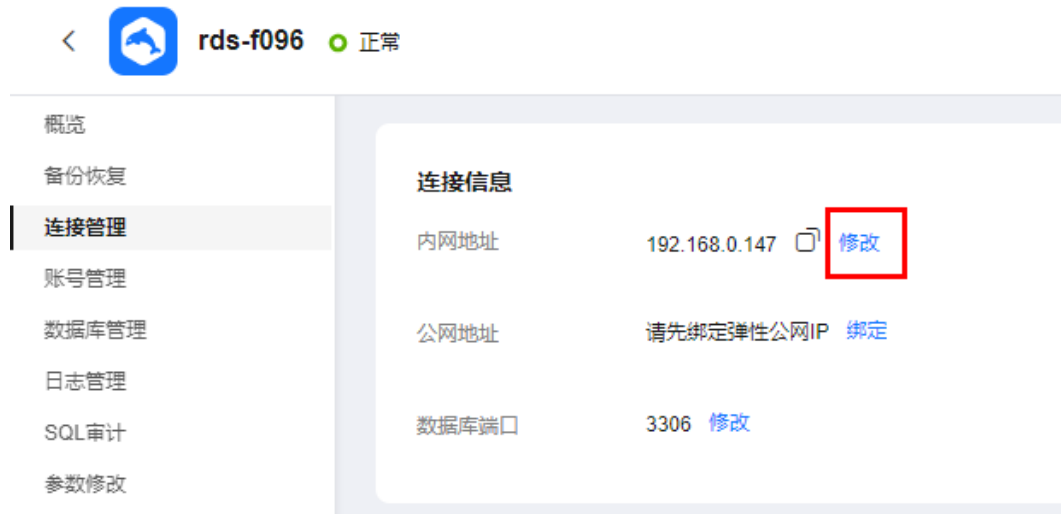 rds-f096 正常
概览
备份恢复
连接管理
账号管理
数据库管理
日志管理
SQL审计
参数修改
连接信息
内网地址 192.168.0.147 修改
公网地址 请先绑定弹性公网IP 绑定
数据库端口 3306 修改